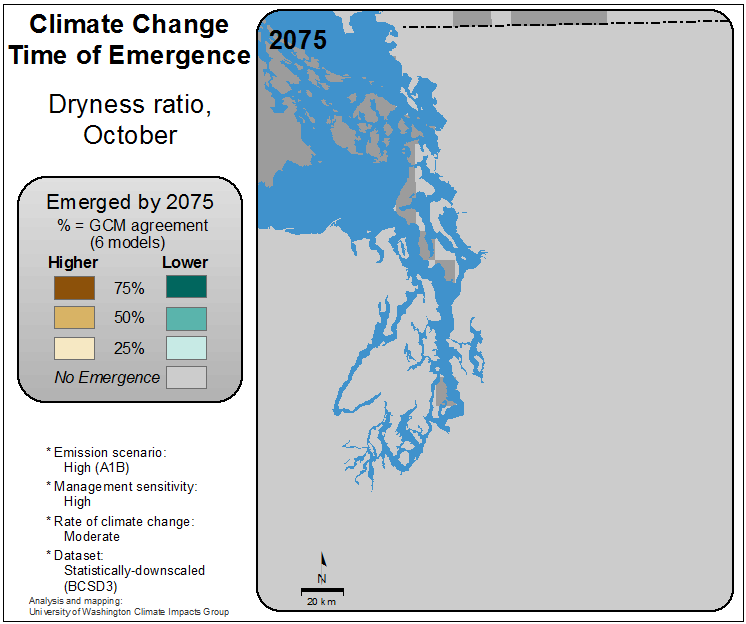 Climate Change
Time of Emergence
Dryness ratio,
October
Emerged by 2075
% = GCM agreement
(6 models)
Higher Lower
75%
50%
25%
No Emergence
* Emission scenario:
High (A1B)
* Management sensitivity:
High
* Rate of climate change:
Moderate
* Dataset:
Statistically-downscaled
(BCSD3)
Analysis and mapping:
University of Washington Climate Impacts Group
2075
N
20 km